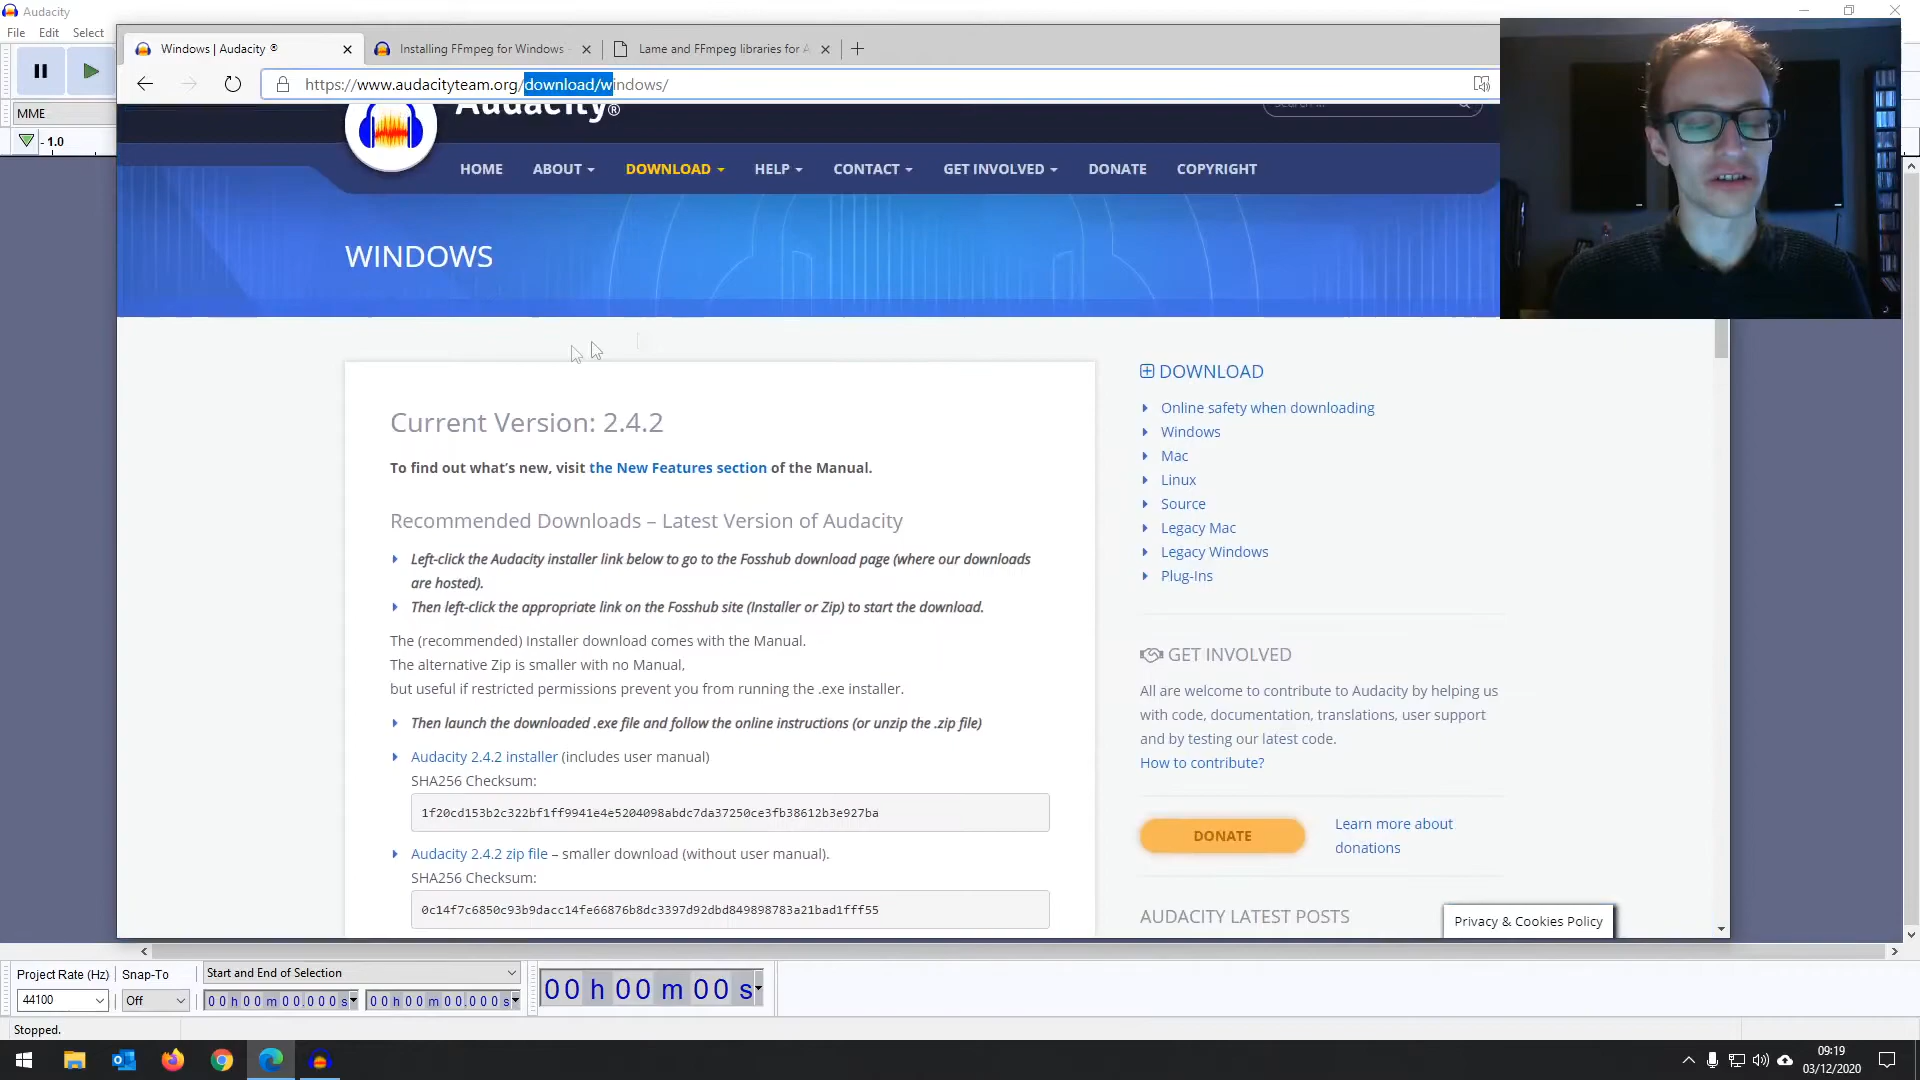 Audacity
File Edit Select
Windows | Audacity ®
Installing FFmpeg for Windows
Lame and FFmpeg libraries for A
https://www.audacityteam.org/download/windows/
MME
- 1.0
Audacity®
HOME
ABOUT
DOWNLOAD
HELP
CONTACT
GET INVOLVED
DONATE
COPYRIGHT
WINDOWS
Current Version: 2.4.2
To find out what's new, visit the New Features section of the Manual.
Recommended Downloads – Latest Version of Audacity
Left-click the Audacity installer link below to go to the Fosshub download page (where our downloads
are hosted).
Then left-click the appropriate link on the Fosshub site (Installer or Zip) to start the download.
The (recommended) Installer download comes with the Manual.
The alternative Zip is smaller with no Manual,
but useful if restricted permissions prevent you from running the .exe installer.
Then launch the downloaded .exe file and follow the online instructions (or unzip the .zip file)
Audacity 2.4.2 installer (includes user manual)
SHA256 Checksum:
1f20cd153b2c322bf1ff9941e4e5204098abdc7da37250ce3fb38612b3e927ba
Audacity 2.4.2 zip file – smaller download (without user manual).
SHA256 Checksum:
0c14f7c6850c93b9dacc14fe66876b8dc3397d92dbd849898783a21bad1fff55
DOWNLOAD
Online safety when downloading
Windows
Mac
Linux
Source
Legacy Mac
Legacy Windows
Plug-Ins
GET INVOLVED
All are welcome to contribute to Audacity by helping us
with code, documentation, translations, user support
and by testing our latest code.
How to contribute?
DONATE
Learn more about
donations
AUDACITY LATEST POSTS
Privacy & Cookies Policy
Project Rate (Hz)
Snap-To
Start and End of Selection
44100
Off
00 h 00 m 00.000 s
00 h 00 m 00.000 s
00 h 00 m 00 s
Stopped.
09:19
03/12/2020